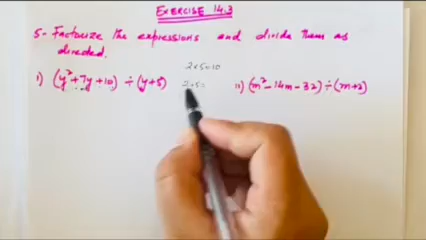 EXERCISE 14.3
5- Factorize the expressions and divide them as
directed.
2×5=10
i) (y²+7y+10) ÷ (y+5) 2+5= ii) (m²-14m-32) ÷ (m+2)